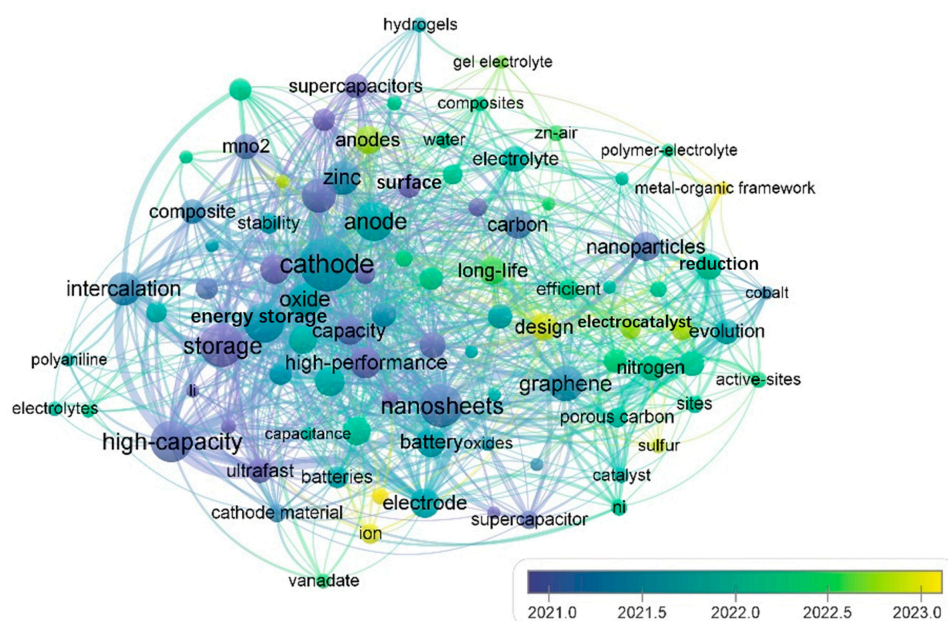 hydrogels
gel electrolyte
supercapacitors
composites
mno2
anodes
water
zn-air
electrolyte
polymer-electrolyte
zinc
surface
metal-organic framework
composite
stability
anode
carbon
nanoparticles
cathode
long-life
reduction
intercalation
oxide
efficient
cobalt
energy storage
capacity
design
electrocatalyst
evolution
storage
high-performance
polyaniline
nitrogen
li
graphene
active-sites
electrolytes
nanosheets
sites
porous carbon
high-capacity
capacitance
battery
oxides
sulfur
ultrafast
batteries
catalyst
cathode material
electrode
ni
supercapacitor
ion
vanadate
2021.0 2021.5 2022.0 2022.5 2023.0